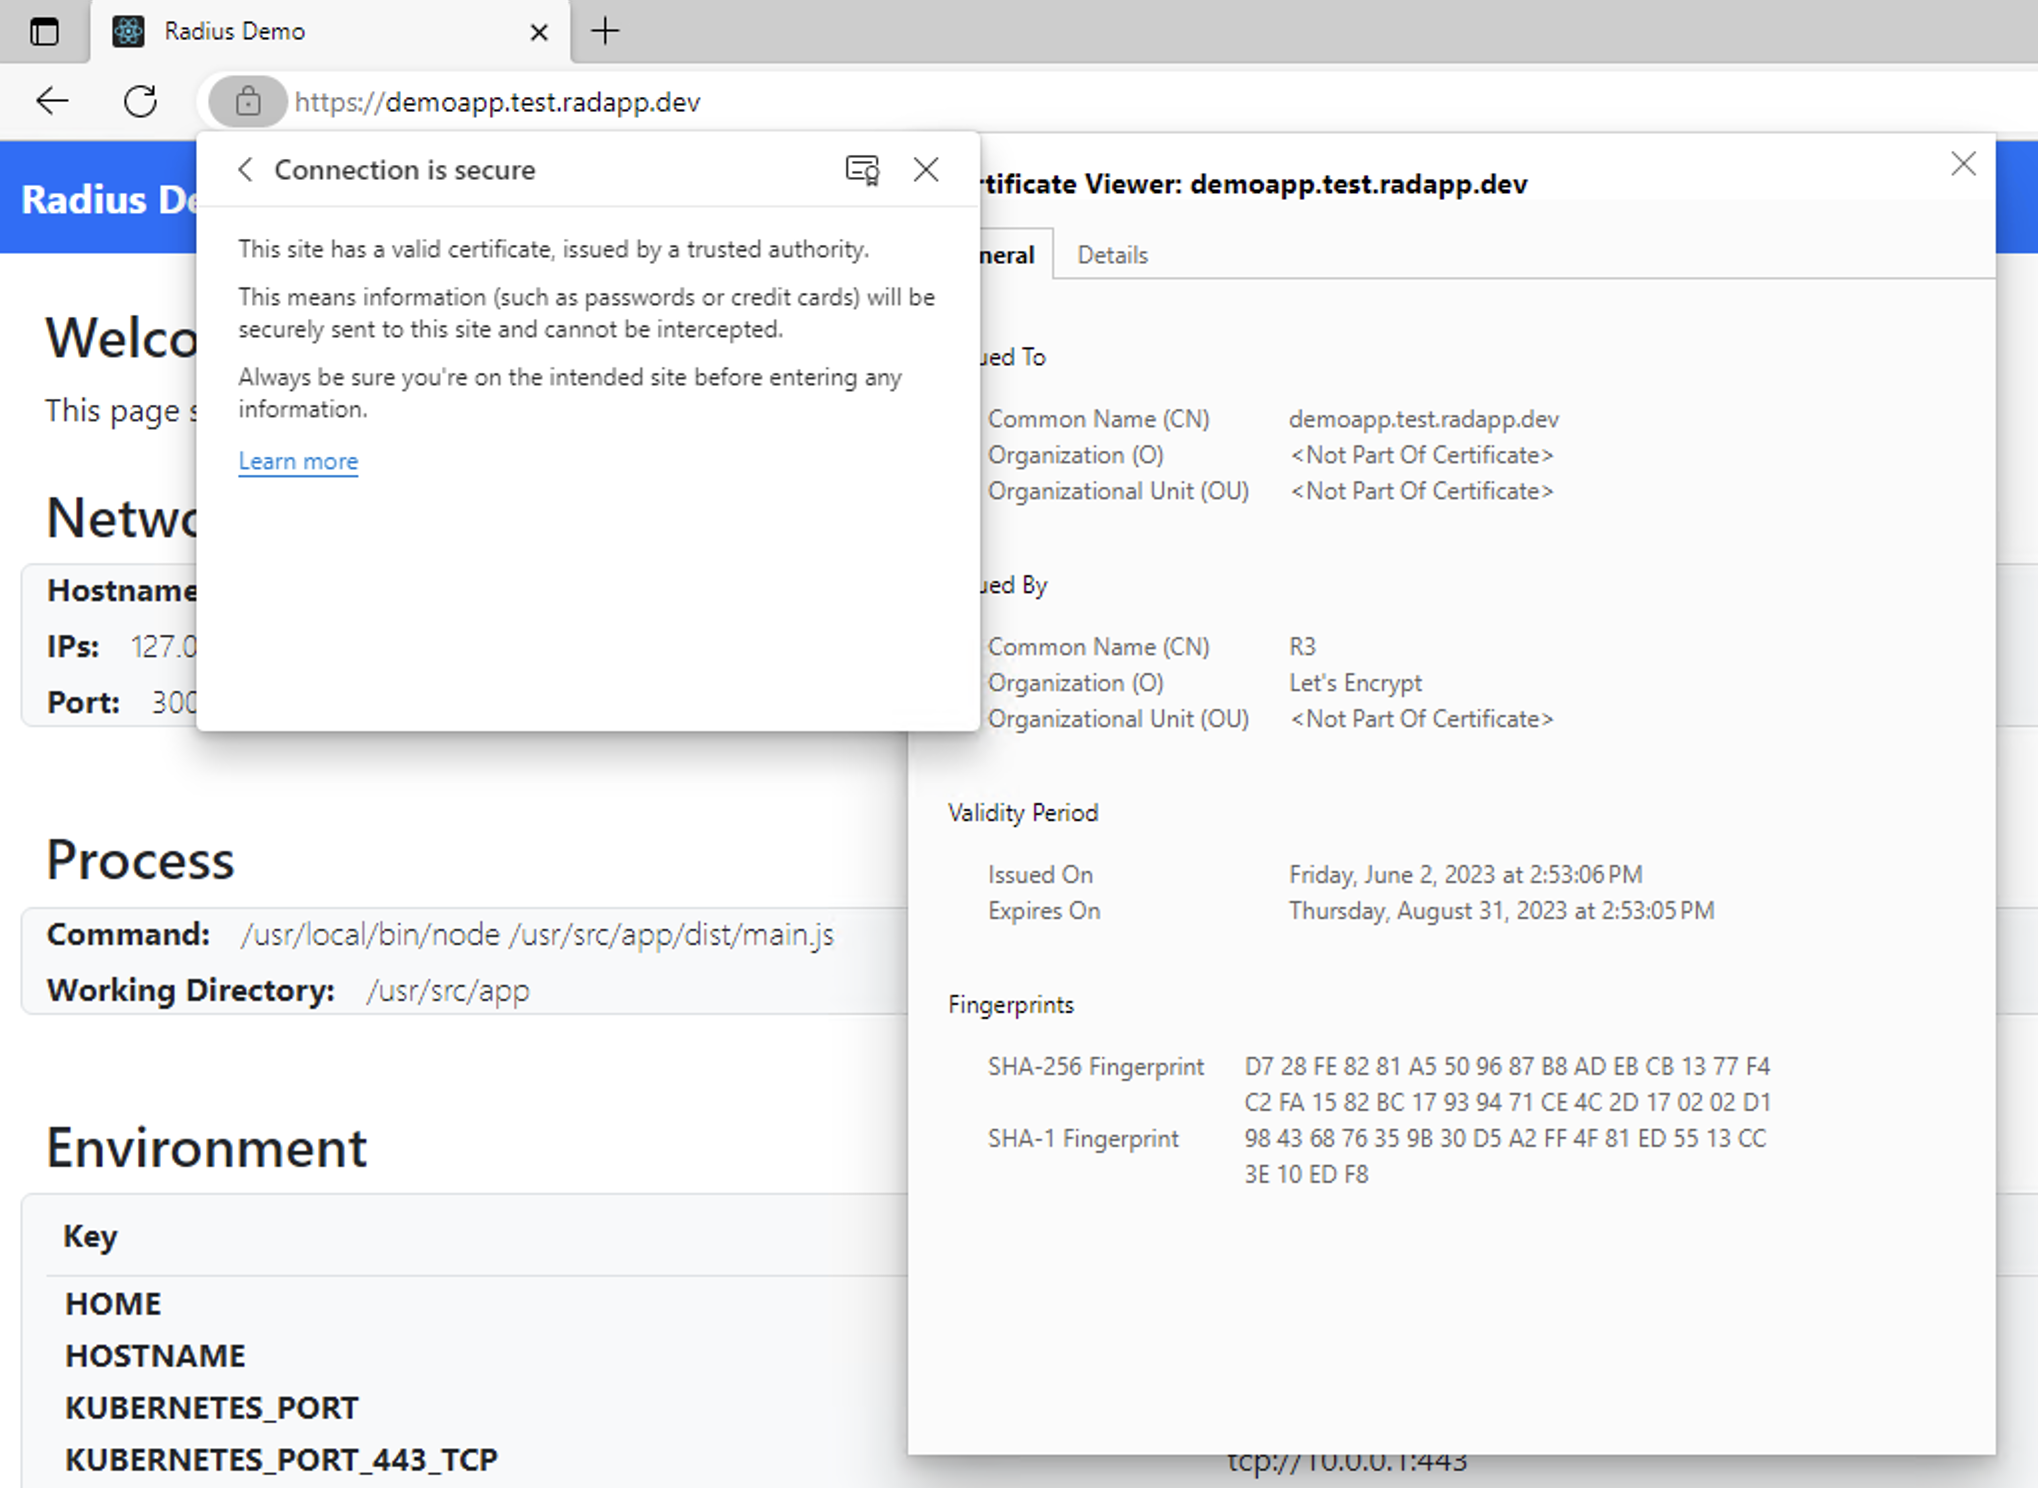 Radius Demo
https://demoapp.test.radapp.dev
Connection is secure
This site has a valid certificate, issued by a trusted authority.
This means information (such as passwords or credit cards) will be
securely sent to this site and cannot be intercepted.
Always be sure you're on the intended site before entering any
information.
Learn more
rtificate Viewer: demoapp.test.radapp.dev
neral Details
ued To
Common Name (CN) demoapp.test.radapp.dev
Organization (O) <Not Part Of Certificate>
Organizational Unit (OU) <Not Part Of Certificate>
ued By
Common Name (CN) R3
Organization (O) Let's Encrypt
Organizational Unit (OU) <Not Part Of Certificate>
Validity Period
Issued On Friday, June 2, 2023 at 2:53:06 PM
Expires On Thursday, August 31, 2023 at 2:53:05 PM
Fingerprints
SHA-256 Fingerprint D7 28 FE 82 81 A5 50 96 87 B8 AD EB CB 13 77 F4
C2 FA 15 82 BC 17 93 94 71 CE 4C 2D 17 02 02 D1
SHA-1 Fingerprint 98 43 68 76 35 9B 30 D5 A2 FF 4F 81 ED 55 13 CC
3E 10 ED F8
Radius De
Welco
This page s
Netwo
Hostname
IPs: 127.0
Port: 300
Process
Command: /usr/local/bin/node /usr/src/app/dist/main.js
Working Directory: /usr/src/app
Environment
Key
HOME
HOSTNAME
KUBERNETES_PORT
KUBERNETES_PORT_443_TCP tcp://10.0.0.1:443